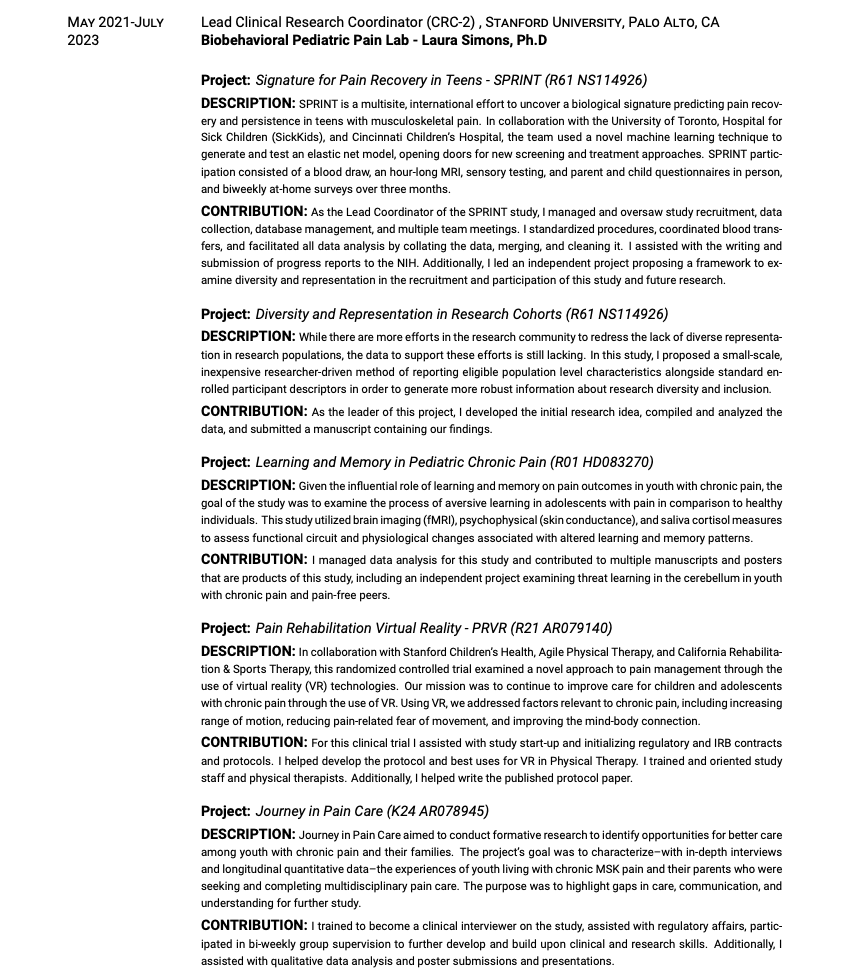 MAY 2021-JULY
2023
Lead Clinical Research Coordinator (CRC-2) , STANFORD UNIVERSITY, PALO ALTO, CA
Biobehavioral Pediatric Pain Lab - Laura Simons, Ph.D
Project: Signature for Pain Recovery in Teens - SPRINT (R61 NS114926)
DESCRIPTION: SPRINT is a multisite, international effort to uncover a biological signature predicting pain recov-
ery and persistence in teens with musculoskeletal pain. In collaboration with the University of Toronto, Hospital for
Sick Children (SickKids), and Cincinnati Children's Hospital, the team used a novel machine learning technique to
generate and test an elastic net model, opening doors for new screening and treatment approaches. SPRINT partic-
ipation consisted of a blood draw, an hour-long MRI, sensory testing, and parent and child questionnaires in person,
and biweekly at-home surveys over three months.
CONTRIBUTION: As the Lead Coordinator of the SPRINT study, I managed and oversaw study recruitment, data
collection, database management, and multiple team meetings. I standardized procedures, coordinated blood trans-
fers, and facilitated all data analysis by collating the data, merging, and cleaning it. I assisted with the writing and
submission of progress reports to the NIH. Additionally, I led an independent project proposing a framework to ex-
amine diversity and representation in the recruitment and participation of this study and future research.
Project: Diversity and Representation in Research Cohorts (R61 NS114926)
DESCRIPTION: While there are more efforts in the research community to redress the lack of diverse representa-
tion in research populations, the data to support these efforts is still lacking. In this study, I proposed a small-scale,
inexpensive researcher-driven method of reporting eligible population level characteristics alongside standard en-
rolled participant descriptors in order to generate more robust information about research diversity and inclusion.
CONTRIBUTION: As the leader of this project, I developed the initial research idea, compiled and analyzed the
data, and submitted a manuscript containing our findings.
Project: Learning and Memory in Pediatric Chronic Pain (R01 HD083270)
DESCRIPTION: Given the influential role of learning and memory on pain outcomes in youth with chronic pain, the
goal of the study was to examine the process of aversive learning in adolescents with pain in comparison to healthy
individuals. This study utilized brain imaging (fMRI), psychophysical (skin conductance), and saliva cortisol measures
to assess functional circuit and physiological changes associated with altered learning and memory patterns.
CONTRIBUTION: I managed data analysis for this study and contributed to multiple manuscripts and posters
that are products of this study, including an independent project examining threat learning in the cerebellum in youth
with chronic pain and pain-free peers.
Project: Pain Rehabilitation Virtual Reality - PRVR (R21 AR079140)
DESCRIPTION: In collaboration with Stanford Children's Health, Agile Physical Therapy, and California Rehabilita-
tion & Sports Therapy, this randomized controlled trial examined a novel approach to pain management through the
use of virtual reality (VR) technologies. Our mission was to continue to improve care for children and adolescents
with chronic pain through the use of VR. Using VR, we addressed factors relevant to chronic pain, including increasing
range of motion, reducing pain-related fear of movement, and improving the mind-body connection.
CONTRIBUTION: For this clinical trial I assisted with study start-up and initializing regulatory and IRB contracts
and protocols. I helped develop the protocol and best uses for VR in Physical Therapy. I trained and oriented study
staff and physical therapists. Additionally, I helped write the published protocol paper.
Project: Journey in Pain Care (K24 AR078945)
DESCRIPTION: Journey in Pain Care aimed to conduct formative research to identify opportunities for better care
among youth with chronic pain and their families. The project's goal was to characterize–with in-depth interviews
and longitudinal quantitative data–the experiences of youth living with chronic MSK pain and their parents who were
seeking and completing multidisciplinary pain care. The purpose was to highlight gaps in care, communication, and
understanding for further study.
CONTRIBUTION: I trained to become a clinical interviewer on the study, assisted with regulatory affairs, partic-
ipated in bi-weekly group supervision to further develop and build upon clinical and research skills. Additionally, I
assisted with qualitative data analysis and poster submissions and presentations.